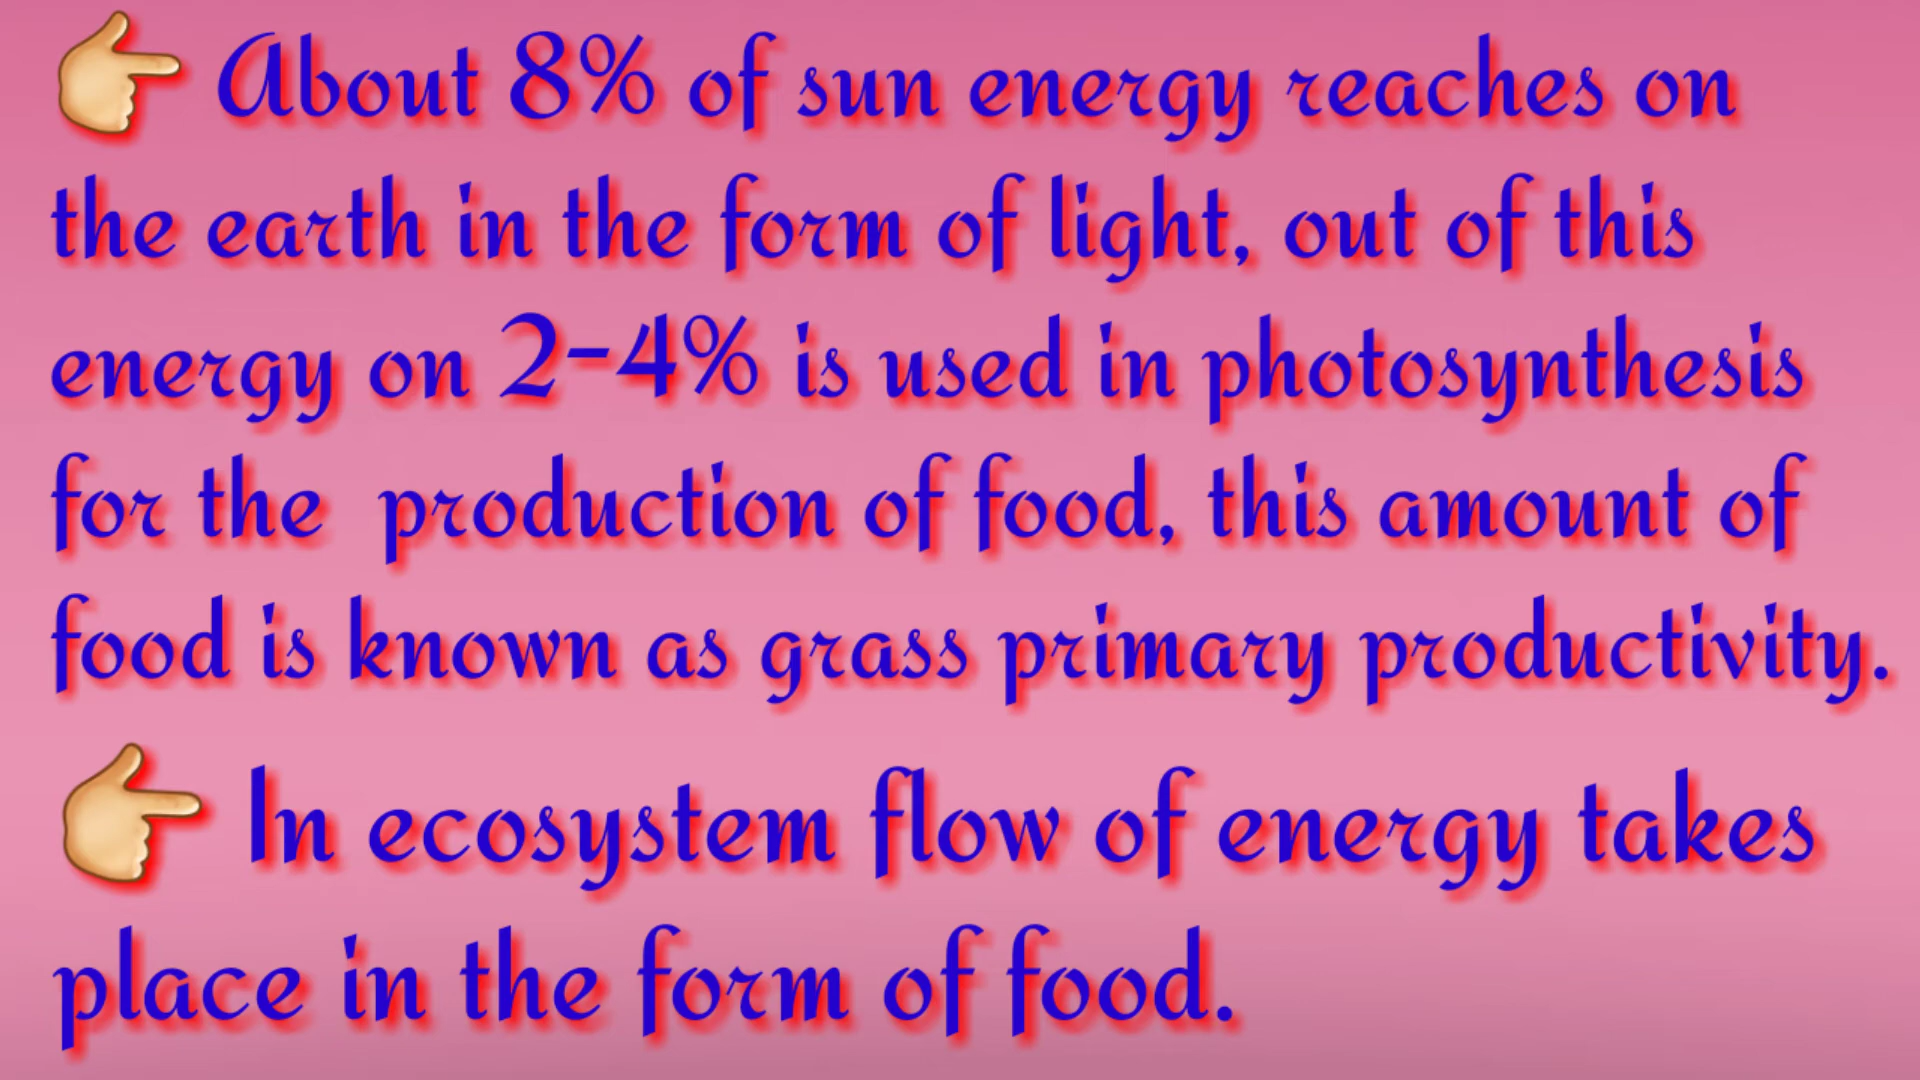 👉 About 8% of sun energy reaches on
the earth in the form of light, out of this
energy on 2-4% is used in photosynthesis
for the production of food, this amount of
food is known as grass primary productivity.
👉 In ecosystem flow of energy takes
place in the form of food.